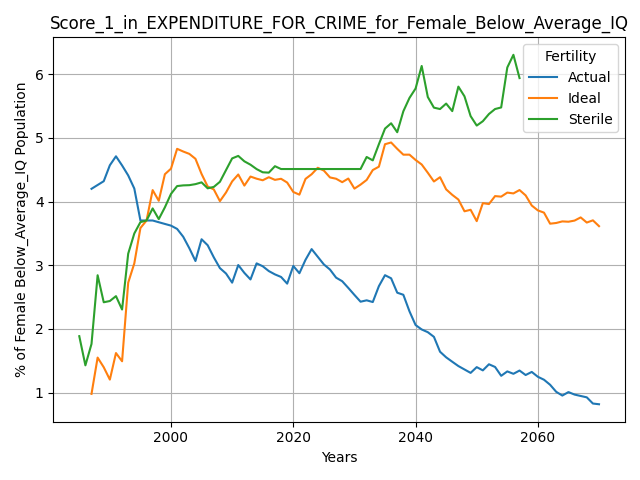 Score_1_in_EXPENDITURE_FOR_CRIME_for_Female_Below_Average_IQ
Fertility
Actual
Ideal
Sterile
% of Female Below_Average_IQ Population
6
5
4
3
2
1
2000 2020 2040 2060
Years